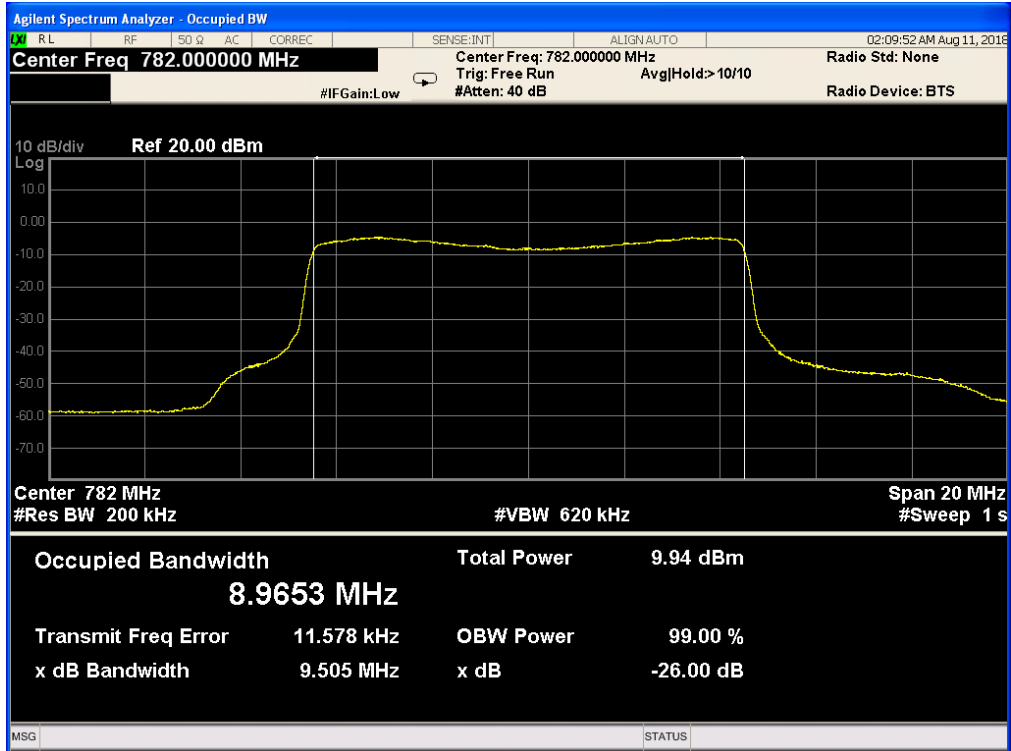 Agilent Spectrum Analyzer - Occupied BW
LXI RL RF 50 Ω AC CORREC SENSE:INT ALIGN AUTO 02:09:52 AM Aug 11, 2018
Center Freq 782.000000 MHz
Center Freq: 782.000000 MHz
Radio Std: None
Trig: Free Run Avg|Hold:>10/10
#IFGain:Low #Atten: 40 dB Radio Device: BTS
10 dB/div Ref 20.00 dBm
Log
10.0
0.00
-10.0
-20.0
-30.0
-40.0
-50.0
-60.0
-70.0
Center 782 MHz Span 20 MHz
#Res BW 200 kHz #VBW 620 kHz #Sweep 1 s
Occupied Bandwidth Total Power 9.94 dBm
8.9653 MHz
Transmit Freq Error 11.578 kHz OBW Power 99.00 %
x dB Bandwidth 9.505 MHz x dB -26.00 dB
MSG STATUS